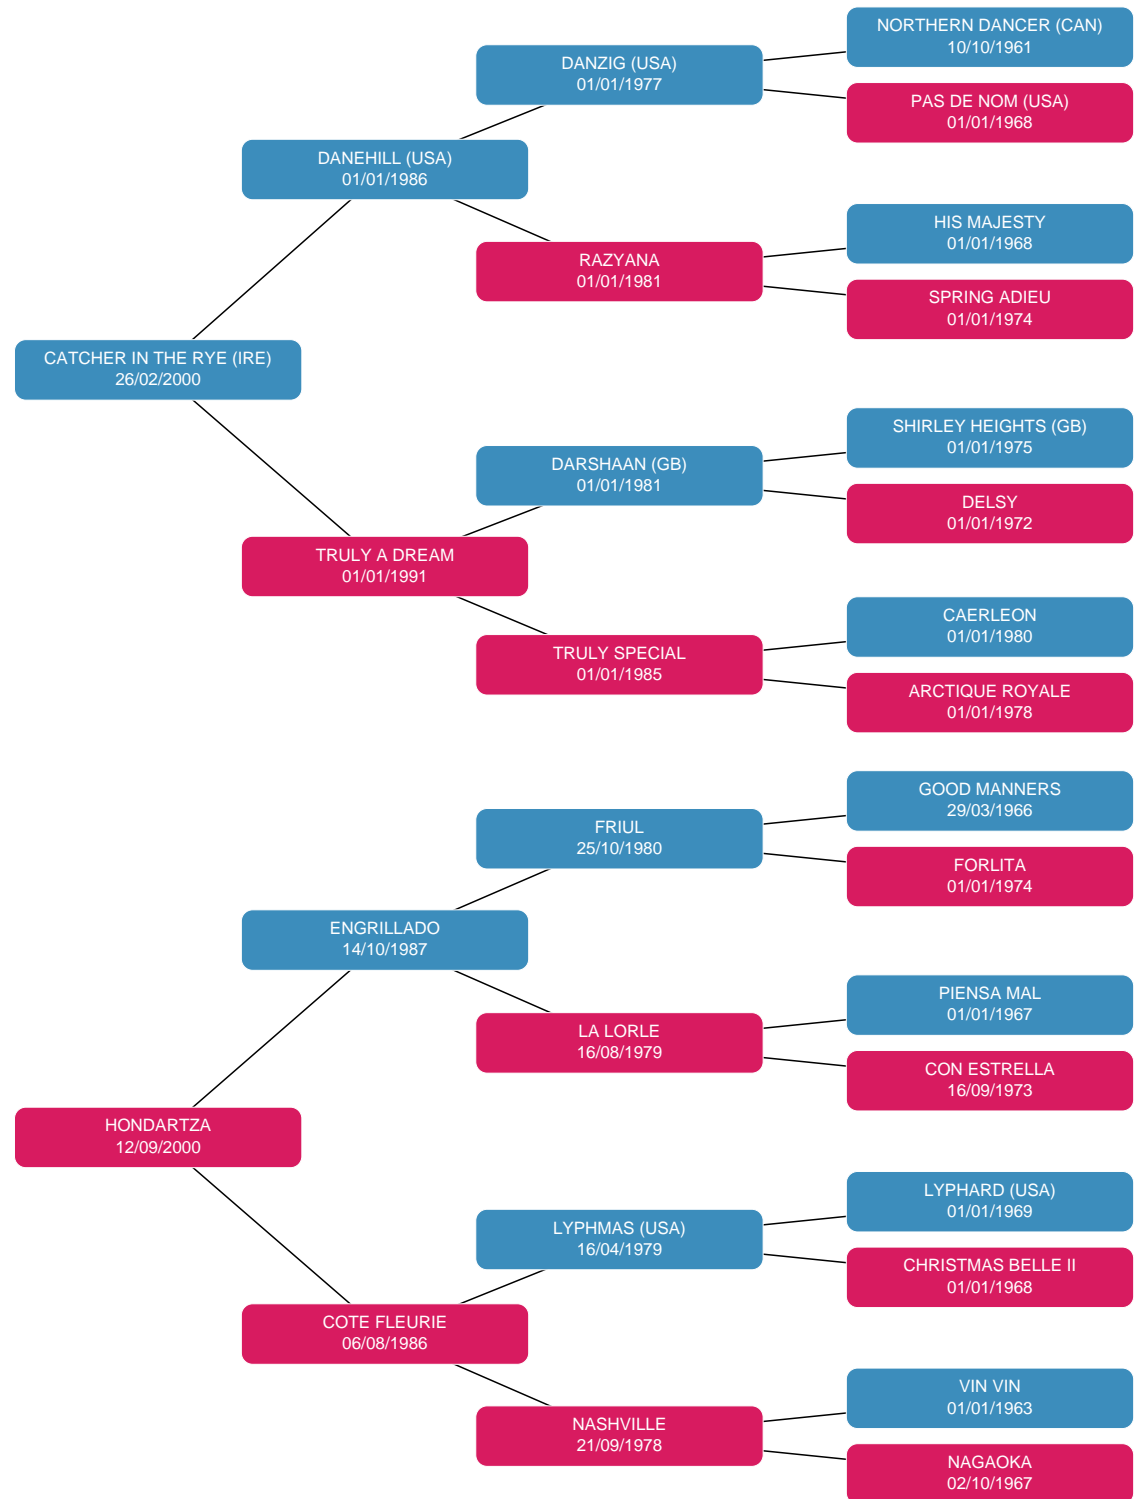 NORTHERN DANCER (CAN)
10/10/1961
DANZIG (USA)
01/01/1977
PAS DE NOM (USA)
01/01/1968
DANEHILL (USA)
01/01/1986
HIS MAJESTY
01/01/1968
RAZYANA
01/01/1981
SPRING ADIEU
01/01/1974
CATCHER IN THE RYE (IRE)
26/02/2000
SHIRLEY HEIGHTS (GB)
01/01/1975
DARSHAAN (GB)
01/01/1981
DELSY
01/01/1972
TRULY A DREAM
01/01/1991
CAERLEON
01/01/1980
TRULY SPECIAL
01/01/1985
ARCTIQUE ROYALE
01/01/1978
GOOD MANNERS
29/03/1966
FRIUL
25/10/1980
FORLITA
01/01/1974
ENGRILLADO
14/10/1987
PIENSA MAL
01/01/1967
LA LORLE
16/08/1979
CON ESTRELLA
16/09/1973
HONDARTZA
12/09/2000
LYPHARD (USA)
01/01/1969
LYPHMAS (USA)
16/04/1979
CHRISTMAS BELLE II
01/01/1968
COTE FLEURIE
06/08/1986
VIN VIN
01/01/1963
NASHVILLE
21/09/1978
NAGAOKA
02/10/1967